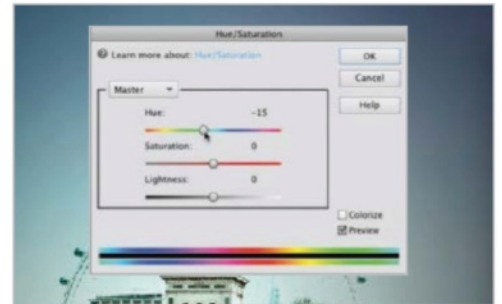 Hue/Saturation
Learn more about: Hue/Saturation
OK
Cancel
Help
Master
Hue: -15
Saturation: 0
Lightness: 0
Colorize
Preview